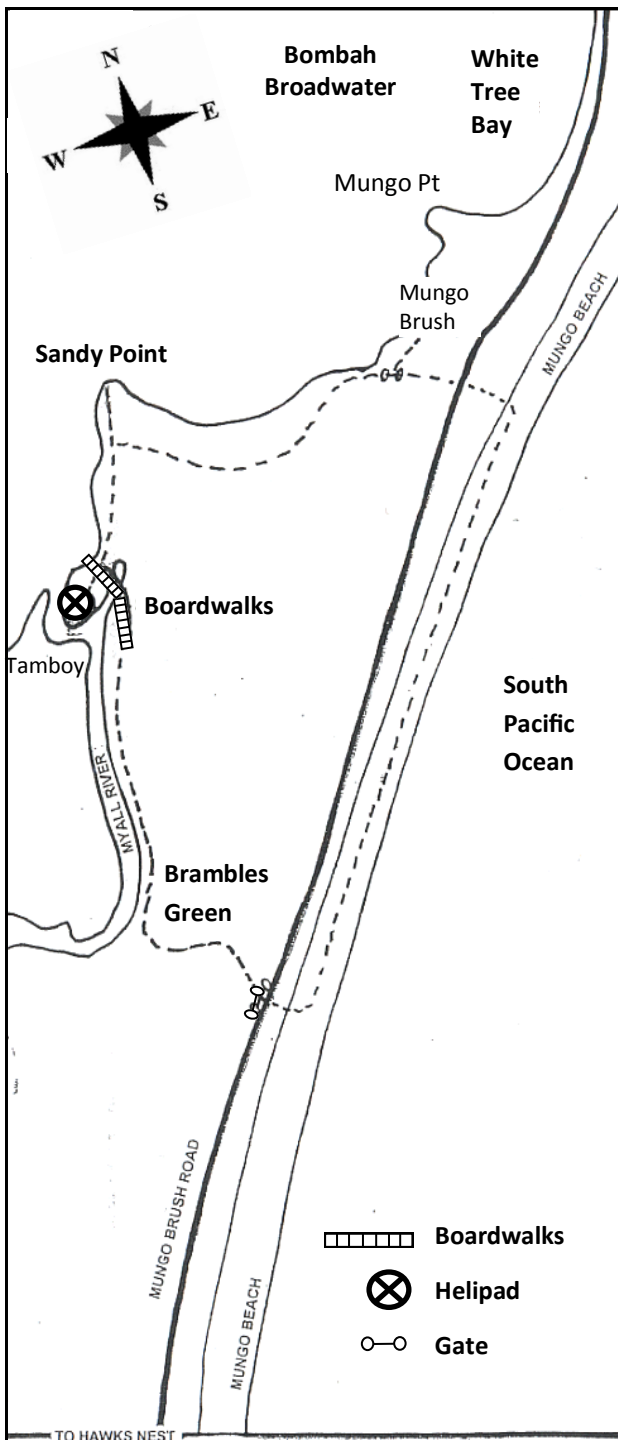 N
E
W
S
Bombah
Broadwater
White
Tree
Bay
Mungo Pt
Mungo
Brush
MUNGO BEACH
Sandy Point
Boardwalks
Tamboy
South
Pacific
Ocean
MYALL RIVER
Brambles
Green
MUNGO BRUSH ROAD
MUNGO BEACH
Boardwalks
Helipad
Gate
TO HAWKS NEST